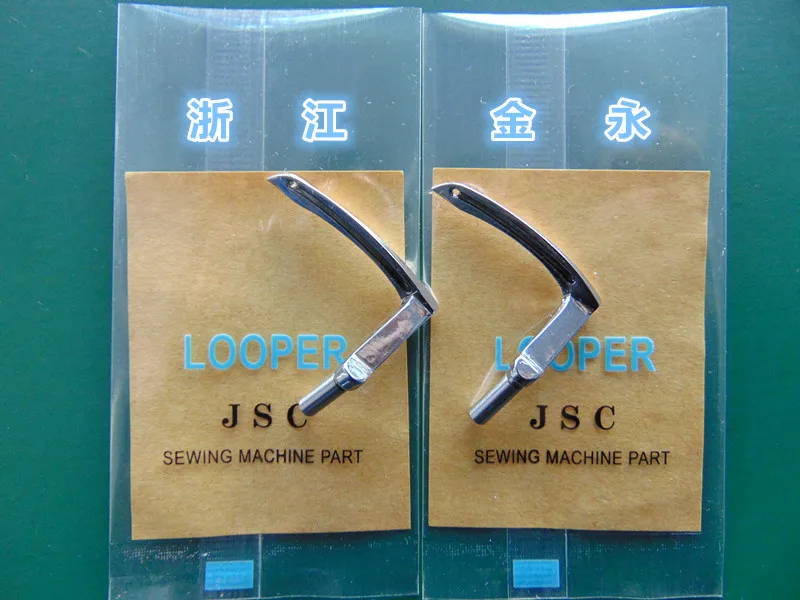 浙江 金永
LOOPER
JSC
SEWING MACHINE PART
LOOPER
JSC
SEWING MACHINE PART